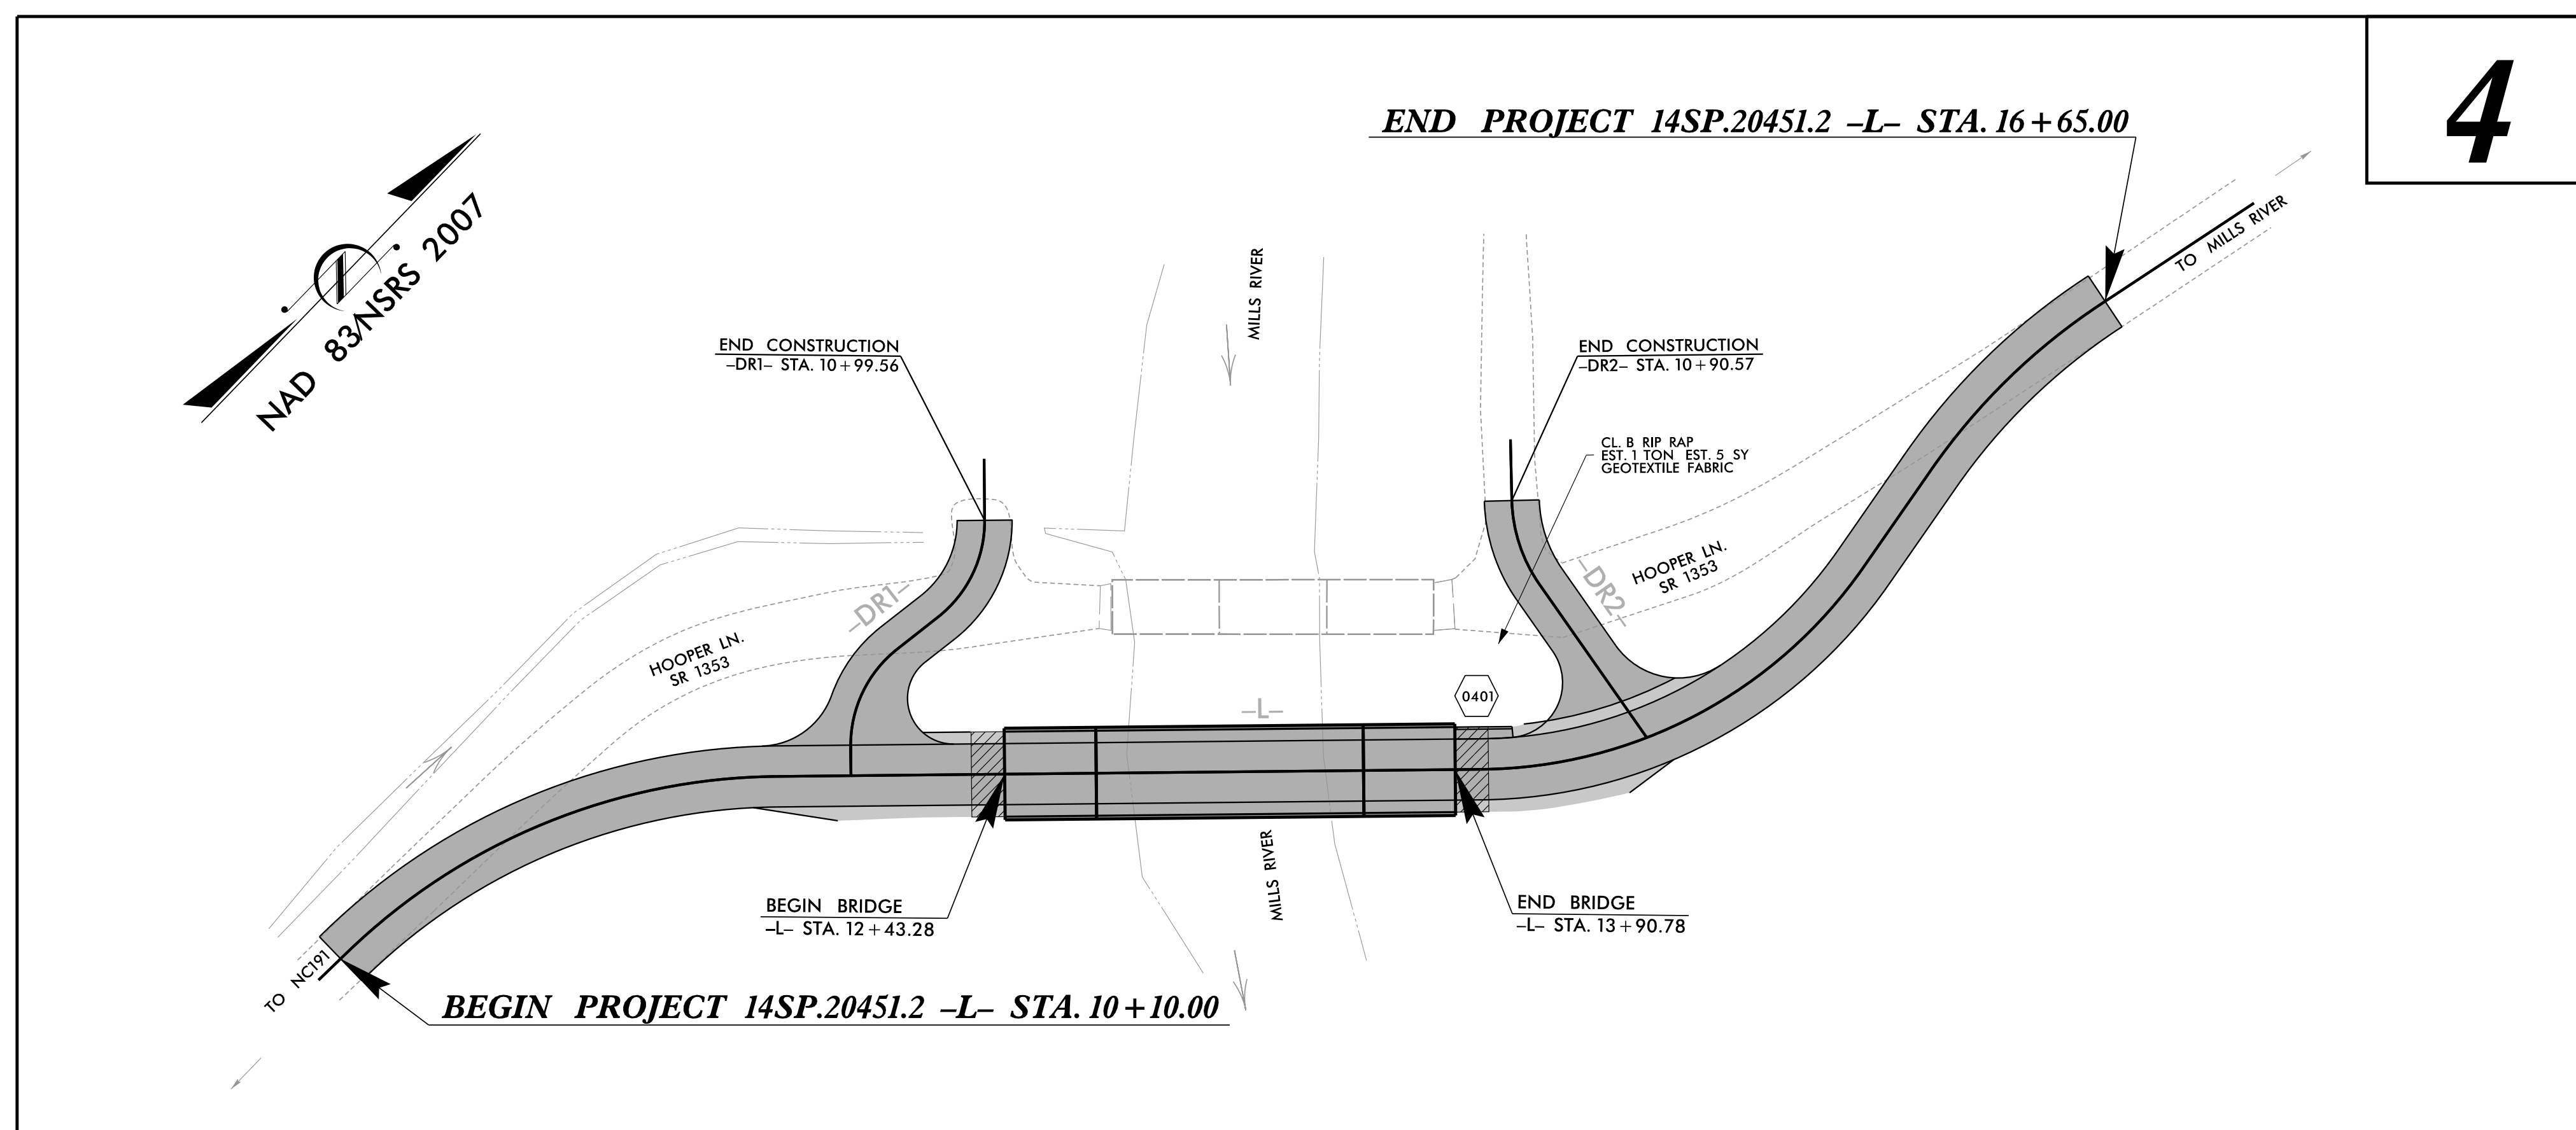 4
END PROJECT 14SP.20451.2 –L– STA. 16+65.00
NAD 83/NSRS 2007
MILLS RIVER
TO MILLS RIVER
END CONSTRUCTION
–DR1– STA. 10+99.56
END CONSTRUCTION
–DR2– STA. 10+90.57
CL. B RIP RAP
EST. 1 TON EST. 5 SY
GEOTEXTILE FABRIC
–DR1–
–DR2–
HOOPER LN.
SR 1353
HOOPER LN.
SR 1353
0401
–L–
BEGIN BRIDGE
–L– STA. 12+43.28
MILLS RIVER
END BRIDGE
–L– STA. 13+90.78
TO NC191
BEGIN PROJECT 14SP.20451.2 –L– STA. 10+10.00